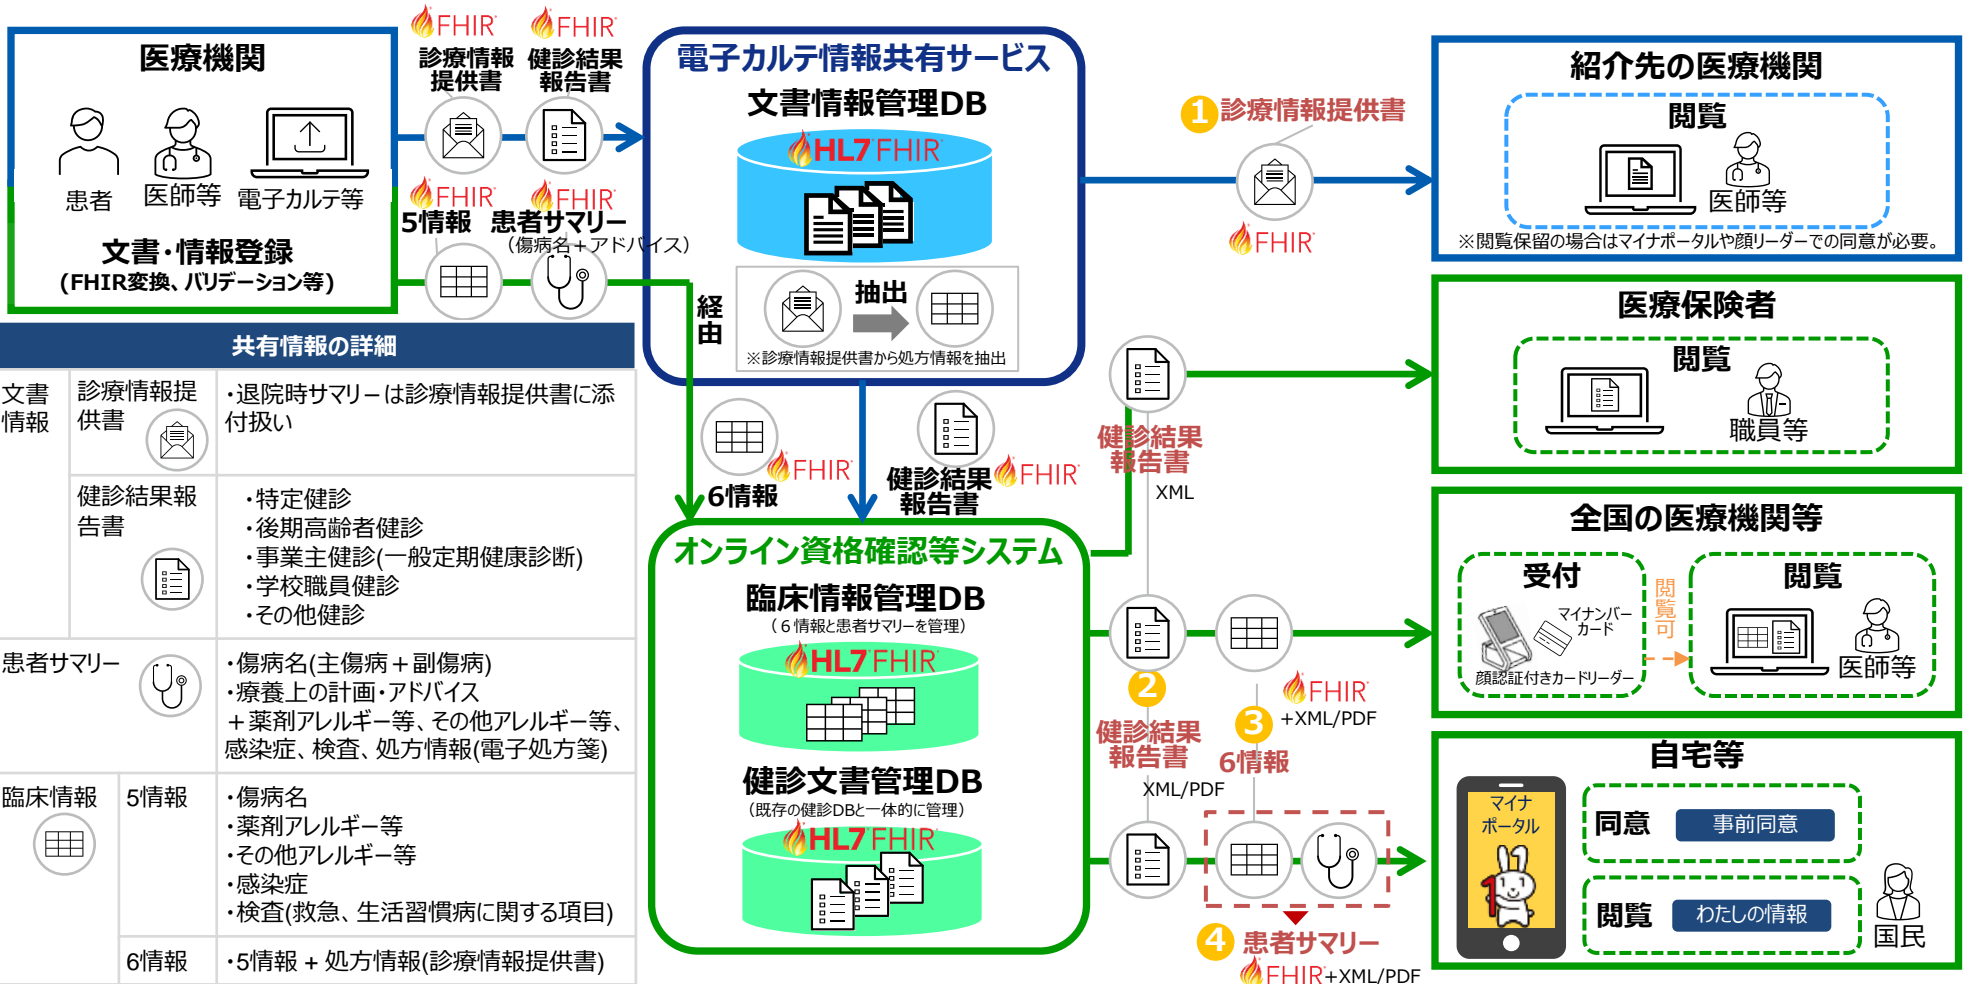 医療機関
患者
医師等
電子カルテ等
文書・情報登録
(FHIR変換、バリデーション等)
FHIR
診療情報
提供書
FHIR
健診結果
報告書
FHIR
5情報
FHIR
患者サマリー
（傷病名＋アドバイス）
電子カルテ情報共有サービス
文書情報管理DB
HL7 FHIR
抽出
※診療情報提供書から処方情報を抽出
経由
6情報
FHIR
健診結果
報告書
FHIR
オンライン資格確認等システム
臨床情報管理DB
（６情報と患者サマリーを管理）
HL7 FHIR
健診文書管理DB
（既存の健診DBと一体的に管理）
HL7 FHIR
1 診療情報提供書
FHIR
健診結果
報告書
XML
2
健診結果
報告書
XML/PDF
FHIR
+XML/PDF
3
6情報
4 患者サマリー
FHIR+XML/PDF
紹介先の医療機関
閲覧
医師等
※閲覧保留の場合はマイナポータルや顔リーダーでの同意が必要。
医療保険者
閲覧
職員等
全国の医療機関等
受付
マイナンバー
カード
顔認証付きカードリーダー
閲覧可
閲覧
医師等
自宅等
マイナ
ポータル
同意
事前同意
閲覧
わたしの情報
国民
共有情報の詳細
文書
情報
診療情報提
供書
・退院時サマリーは診療情報提供書に添
付扱い
健診結果報
告書
・特定健診
・後期高齢者健診
・事業主健診(一般定期健康診断)
・学校職員健診
・その他健診
患者サマリー
・傷病名(主傷病＋副傷病)
・療養上の計画・アドバイス
＋薬剤アレルギー等、その他アレルギー等、
感染症、検査、処方情報(電子処方箋)
臨床情報
5情報
・傷病名
・薬剤アレルギー等
・その他アレルギー等
・感染症
・検査(救急、生活習慣病に関する項目)
6情報
・5情報 + 処方情報(診療情報提供書)